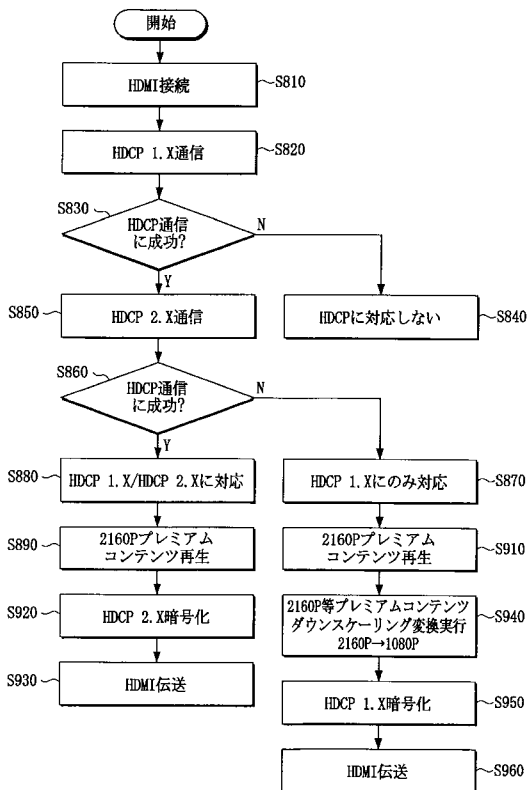 開始
HDMI接続
S810
HDCP 1.X通信
S820
S830
HDCP通信
に成功?
N
Y
S850
HDCP 2.X通信
HDCPに対応しない
S840
S860
HDCP通信
に成功?
N
Y
S880
HDCP 1.X/HDCP 2.Xに対応
HDCP 1.Xにのみ対応
S870
S890
2160Pプレミアム
コンテンツ再生
2160Pプレミアム
コンテンツ再生
S910
S920
HDCP 2.X暗号化
2160P等プレミアムコンテンツ
ダウンスケーリング変換実行
2160P→1080P
S940
S930
HDMI伝送
HDCP 1.X暗号化
S950
HDMI伝送
S960